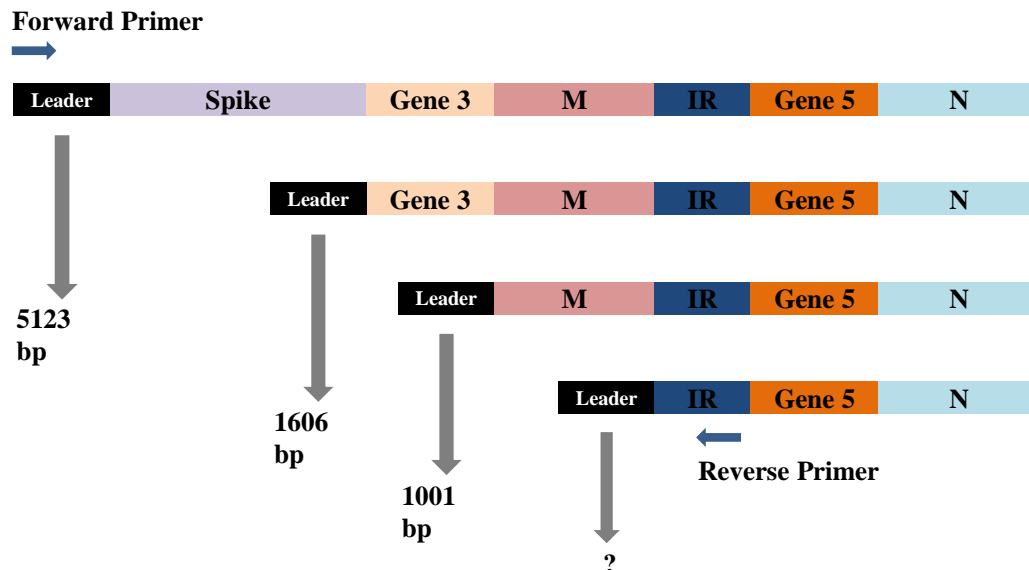 Forward Primer
Leader Spike Gene 3 M IR Gene 5 N
Leader Gene 3 M IR Gene 5 N
Leader M IR Gene 5 N
5123
bp
Leader IR Gene 5 N
1606
bp
Reverse Primer
1001
bp
?